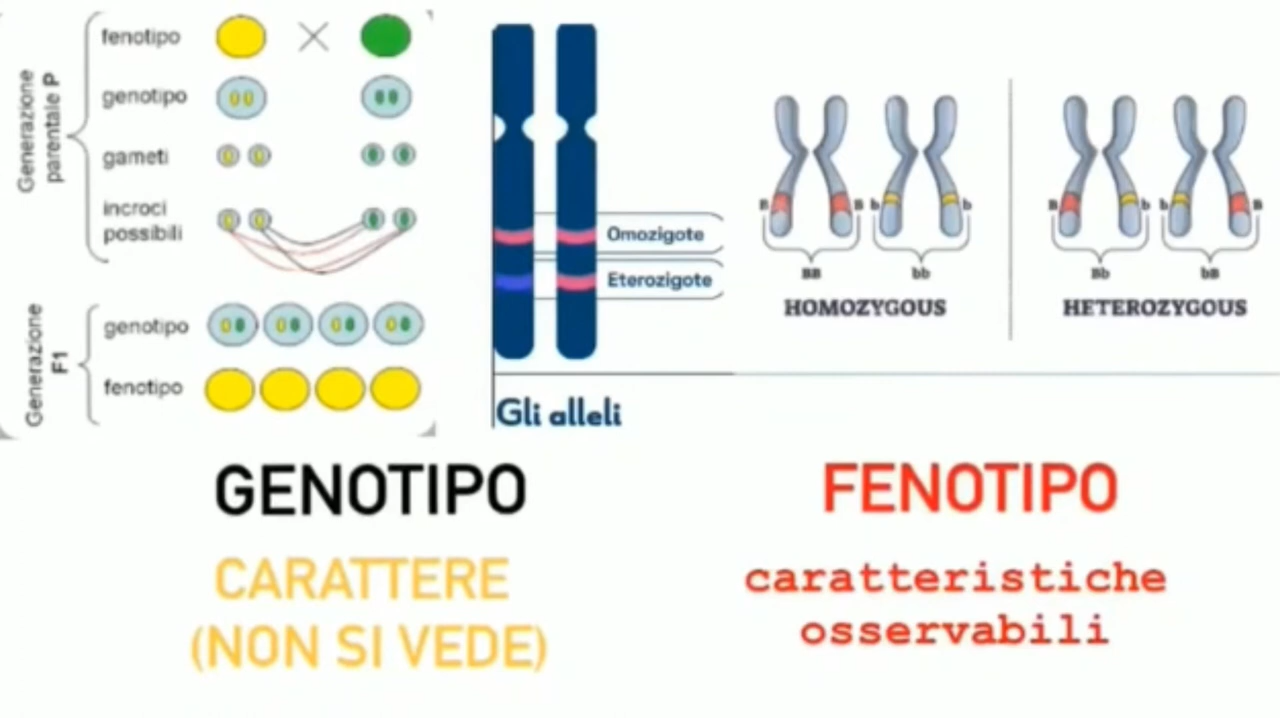 Generazione
parentale P
fenotipo
genotipo
gameti
incroci
possibili
Generazione
F1
genotipo
fenotipo
Omozigote
Eterozigote
Gli alleli
B B b b
BB bb
HOMOZYGOUS
B b b B
Bb bB
HETEROZYGOUS
GENOTIPO
CARATTERE
(NON SI VEDE)
FENOTIPO
caratteristiche
osservabili